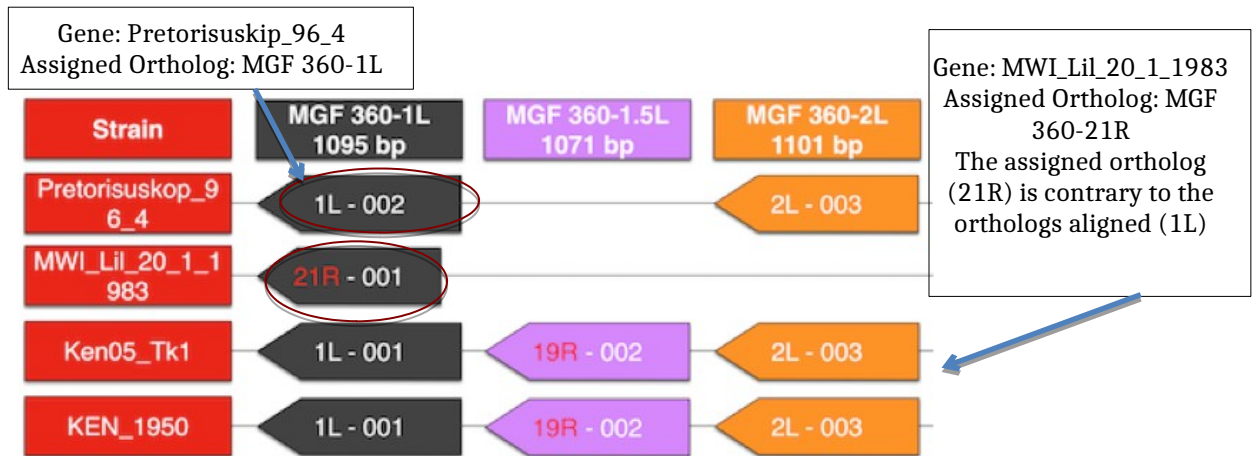 Gene: Pretorisuskip_96_4
Assigned Ortholog: MGF 360-1L
Gene: MWI_Lil_20_1_1983
Assigned Ortholog: MGF
360-21R
The assigned ortholog
(21R) is contrary to the
orthologs aligned (1L)
Strain
MGF 360-1L
1095 bp
MGF 360-1.5L
1071 bp
MGF 360-2L
1101 bp
Pretorisuskop_9
6_4
1L - 002
2L - 003
MWI_Lil_20_1_1
983
21R - 001
Ken05_Tk1
1L - 001
19R - 002
2L - 003
KEN_1950
1L - 001
19R - 002
2L - 003